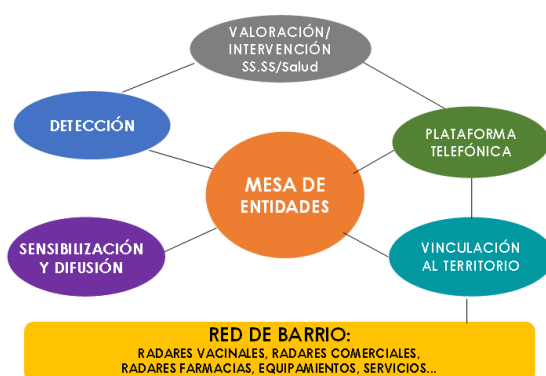 VALORACIÓN/
INTERVENCIÓN
SS.SS/Salud
DETECCIÓN
PLATAFORMA
TELEFÓNICA
MESA DE
ENTIDADES
SENSIBILIZACIÓN
Y DIFUSIÓN
VINCULACIÓN
AL TERRITORIO
RED DE BARRIO:
RADARES VACINALES, RADARES COMERCIALES,
RADARES FARMACIAS, EQUIPAMIENTOS, SERVICIOS...